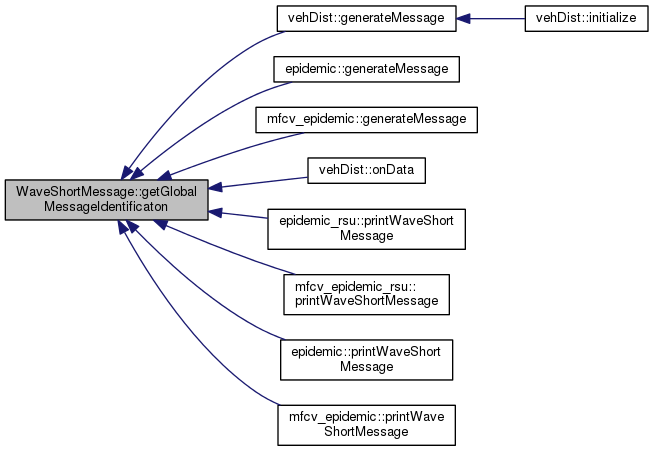 vehDist::generateMessage
vehDist::initialize
epidemic::generateMessage
mfcv_epidemic::generateMessage
vehDist::onData
WaveShortMessage::getGlobal
MessageIdentificaton
epidemic_rsu::printWaveShort
Message
mfcv_epidemic_rsu::
printWaveShortMessage
epidemic::printWaveShort
Message
mfcv_epidemic::printWave
ShortMessage